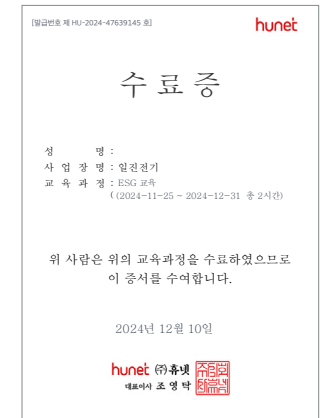 [발급번호 제 HU-2024-47639145 호]
hunet
수 료 증
성 명 :
사 업 장 명 : 일진전기
교 육 과 정 : ESG 교육
( (2024-11-25 ~ 2024-12-31 총 2시간)
위 사람은 위의 교육과정을 수료하였으므로
이 증서를 수여합니다.
2024년 12월 10일
hunet ㈜휴넷
대표이사 조 영 탁